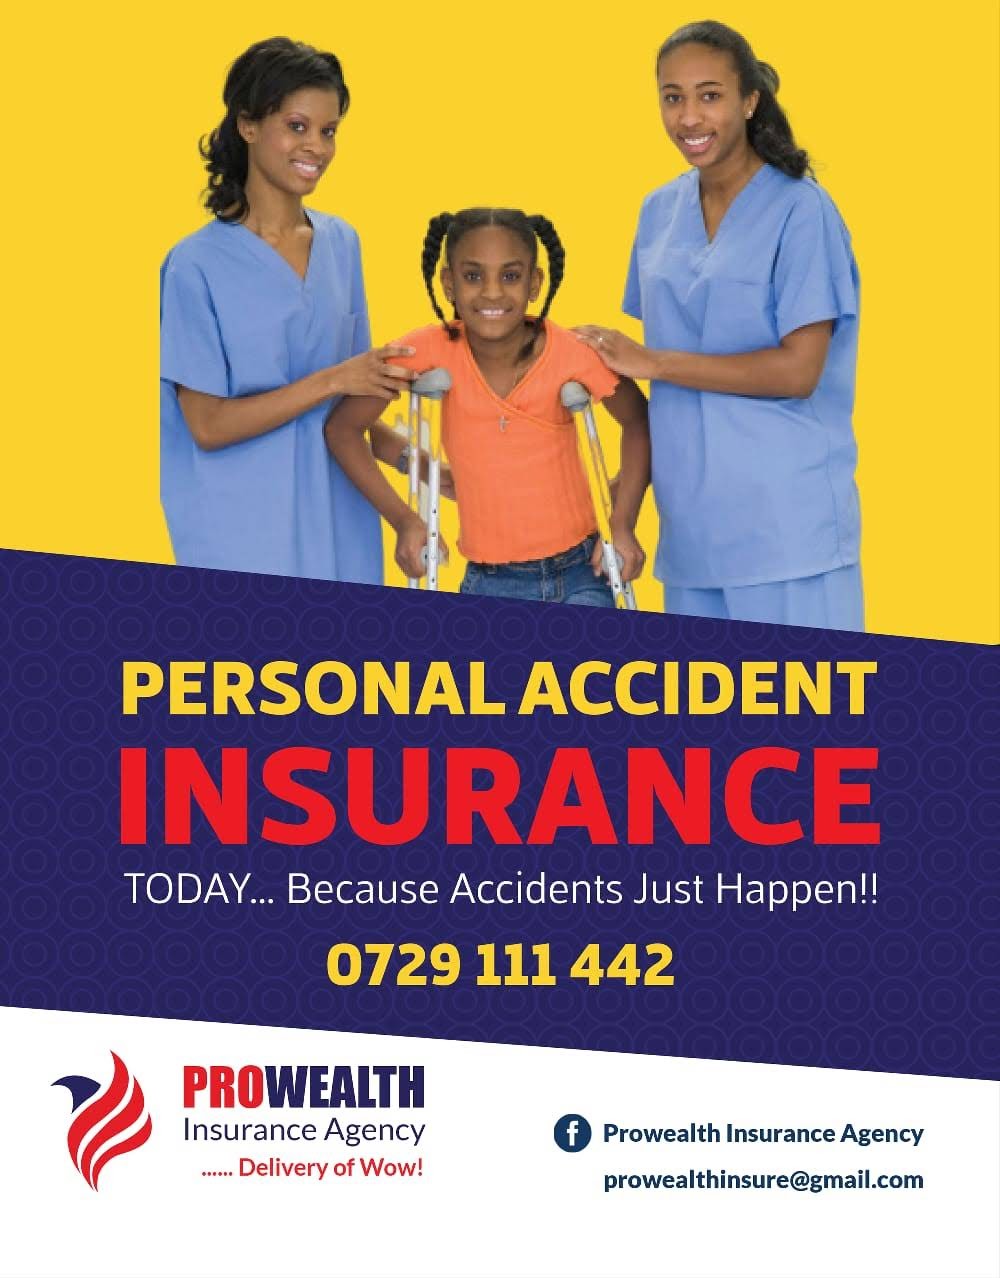 PERSONAL ACCIDENT
INSURANCE
TODAY... Because Accidents Just Happen!!
0729 111 442
PROWEALTH
Insurance Agency
...... Delivery of Wow!
f Prowealth Insurance Agency
prowealthinsure@gmail.com